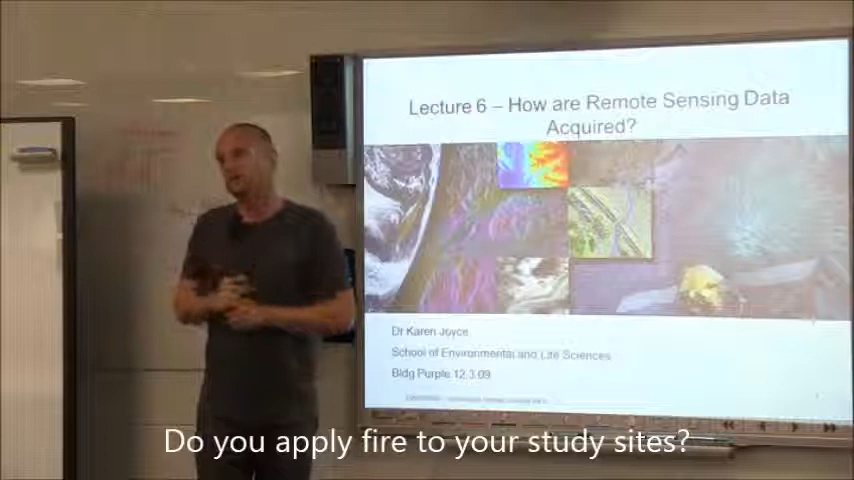 Lecture 6 – How are Remote Sensing Data
Acquired?
Dr Karen Joyce
School of Environmental and Life Sciences
Bldg Purple 12.3.09
Do you apply fire to your study sites?